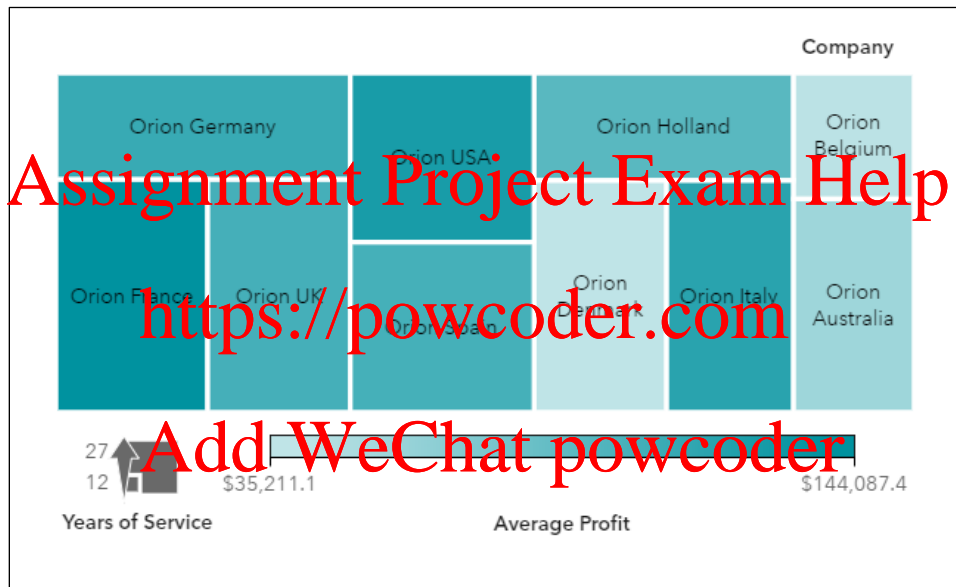 Company
Orion Germany
Orion USA
Orion Holland
Orion
Belgium
Assignment Project Exam Help
Orion France
Orion UK
Orion Spain
Orion
Denmark
Orion Italy
Orion
Australia
https://powcoder.com
Add WeChat powcoder
27
12
$35,211.1
$144,087.4
Years of Service
Average Profit